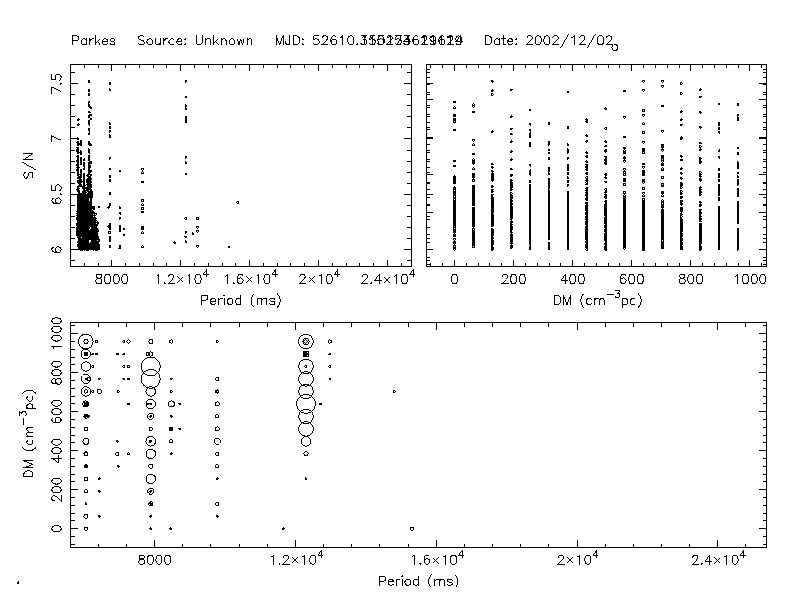 Parkes Source: Unknown MJD: Date: 2002/12/02
S/N
7.5
7
6.5
6
8000 1.2×10⁴ 1.6×10⁴ 2×10⁴ 2.4×10⁴
Period (ms)
0 200 400 600 800 1000
DM (cm⁻³pc)
DM (cm⁻³pc)
1000
800
600
400
200
0
8000 1.2×10⁴ 1.6×10⁴ 2×10⁴ 2.4×10⁴
Period (ms)